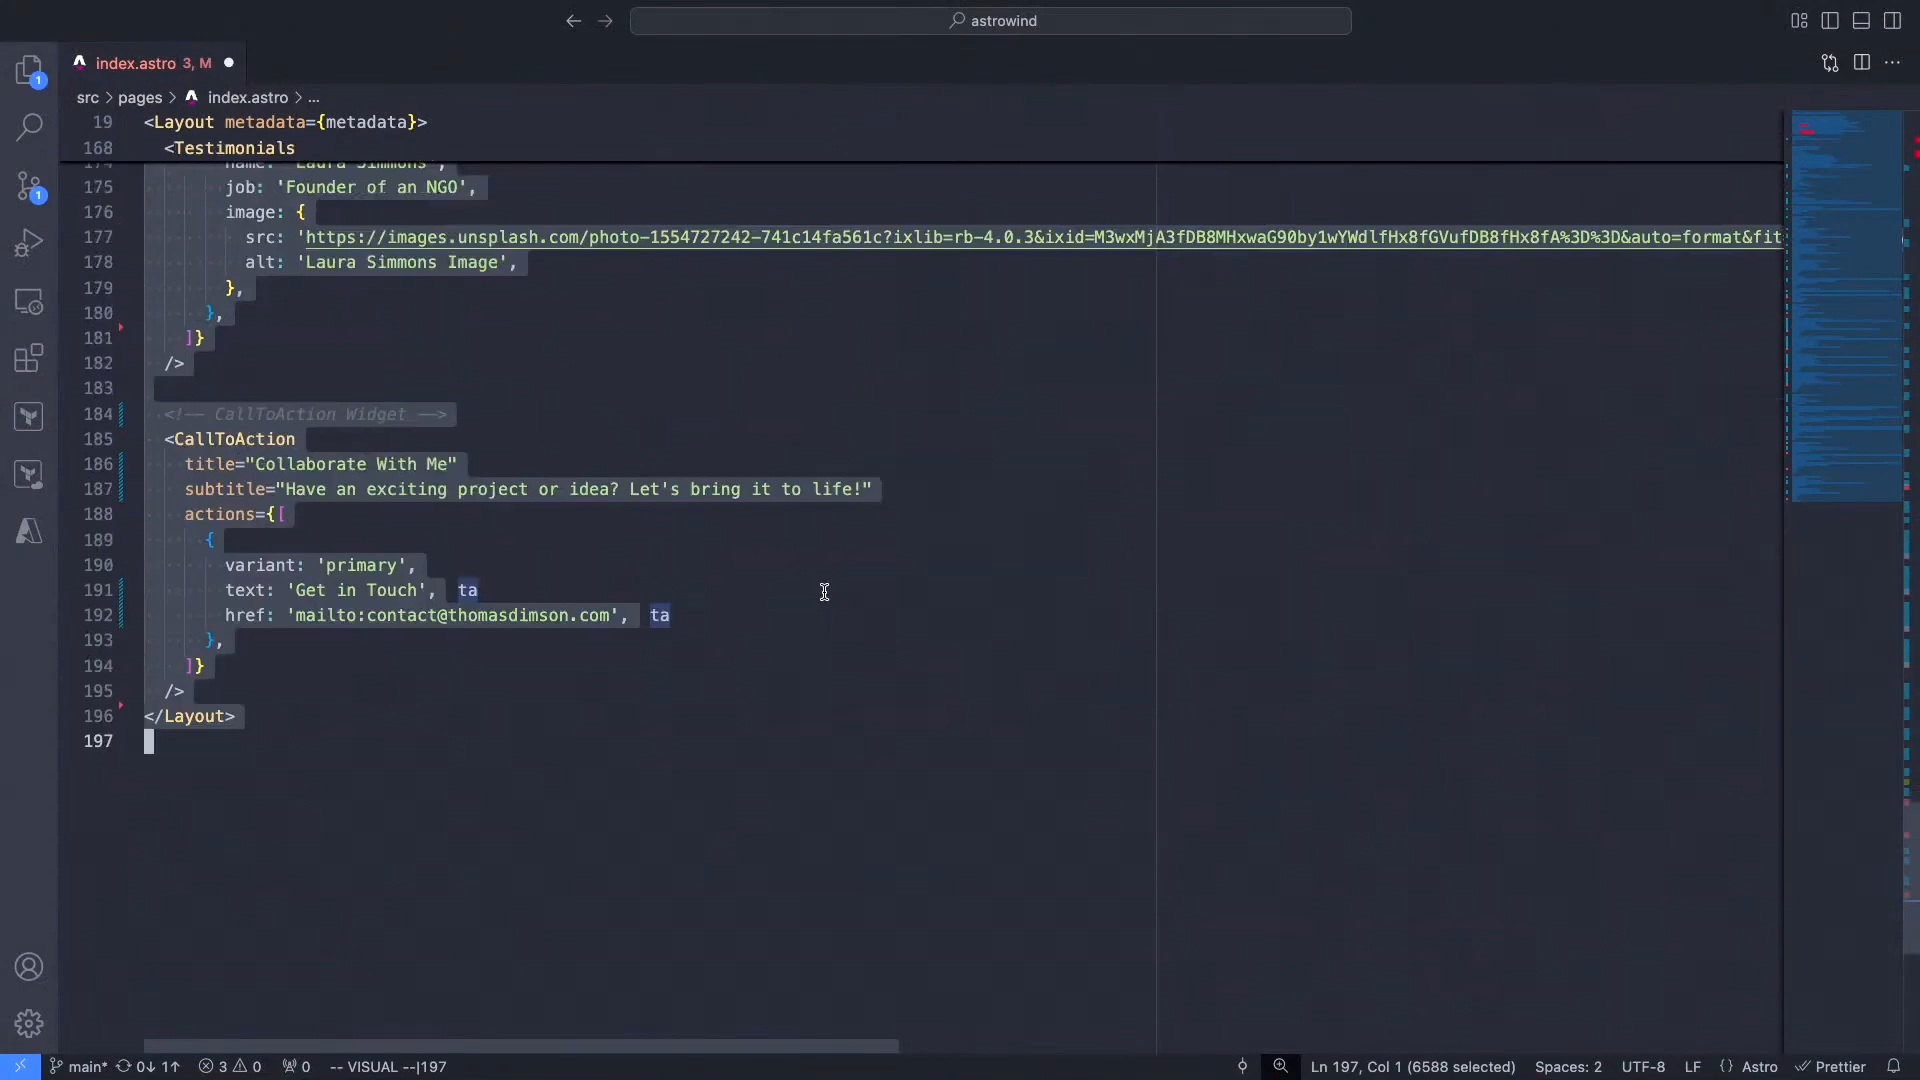 astrowind
index.astro 3, M
src > pages > index.astro > ...
19 <Layout metadata={metadata}>
168 <Testimonials
174 name: 'Laura Simmons',
175 job: 'Founder of an NGO',
176 image: {
177 src: 'https://images.unsplash.com/photo-1554727242-741c14fa561c?ixlib=rb-4.0.3&ixid=M3wxMjA3fDB8MHxwaG90by1wYWdlfHx8fGVufDB8fHx8fA%3D%3D&auto=format&fit
178 alt: 'Laura Simmons Image',
179 },
180 },
181 ]}
182 />
183
184 <!-- CallToAction Widget -->
185 <CallToAction
186 title="Collaborate With Me"
187 subtitle="Have an exciting project or idea? Let's bring it to life!"
188 actions={[
189 {
190 variant: 'primary',
191 text: 'Get in Touch', ta
192 href: 'mailto:contact@thomasdimson.com', ta
193 },
194 ]}
195 />
196 </Layout>
197
1
1
main* 0↓ 1↑ 3 0 0 -- VISUAL --|197 Ln 197, Col 1 (6588 selected) Spaces: 2 UTF-8 LF {} Astro Prettier